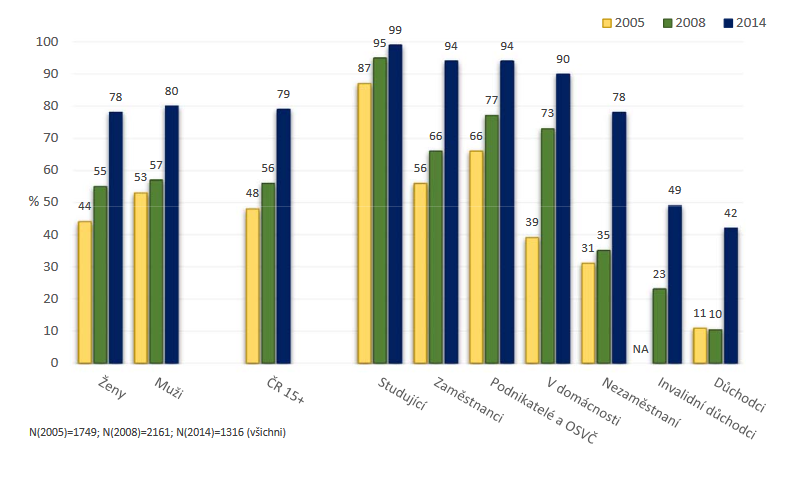 2005 2008 2014
100
90
80
70
60
% 50
40
30
20
10
0
44 55 78
53 57 80
48 56 79
87 95 99
56 66 94
66 77 94
39 73 90
31 35 78
NA 23 49
11 10 42
Ženy
Muži
ČR 15+
Studující
Zaměstnanci
Podnikatelé a OSVČ
V domácnosti
Nezaměstnaní
Invalidní důchodci
Důchodci
N(2005)=1749; N(2008)=2161; N(2014)=1316 (všichni)